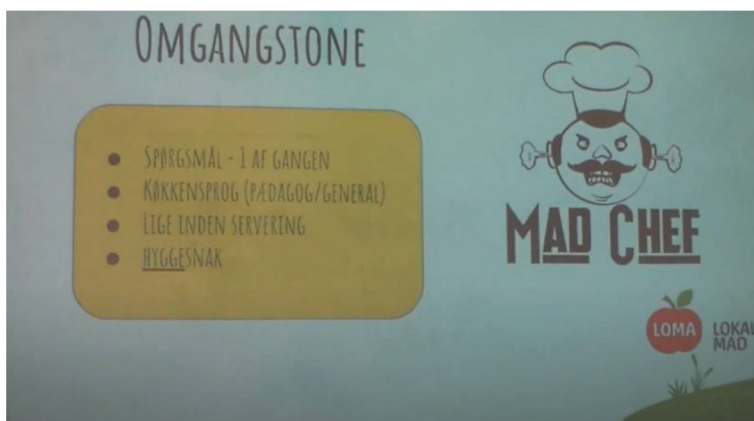 OMGANGSTONE
SPØRGSMÅL - 1 AF GANGEN
KØKKENSPROG (PÆDAGOG/GENERAL)
LIGE INDEN SERVERING
HYGGESNAK
MAD CHEF
LOMA
LOKAL
MAD